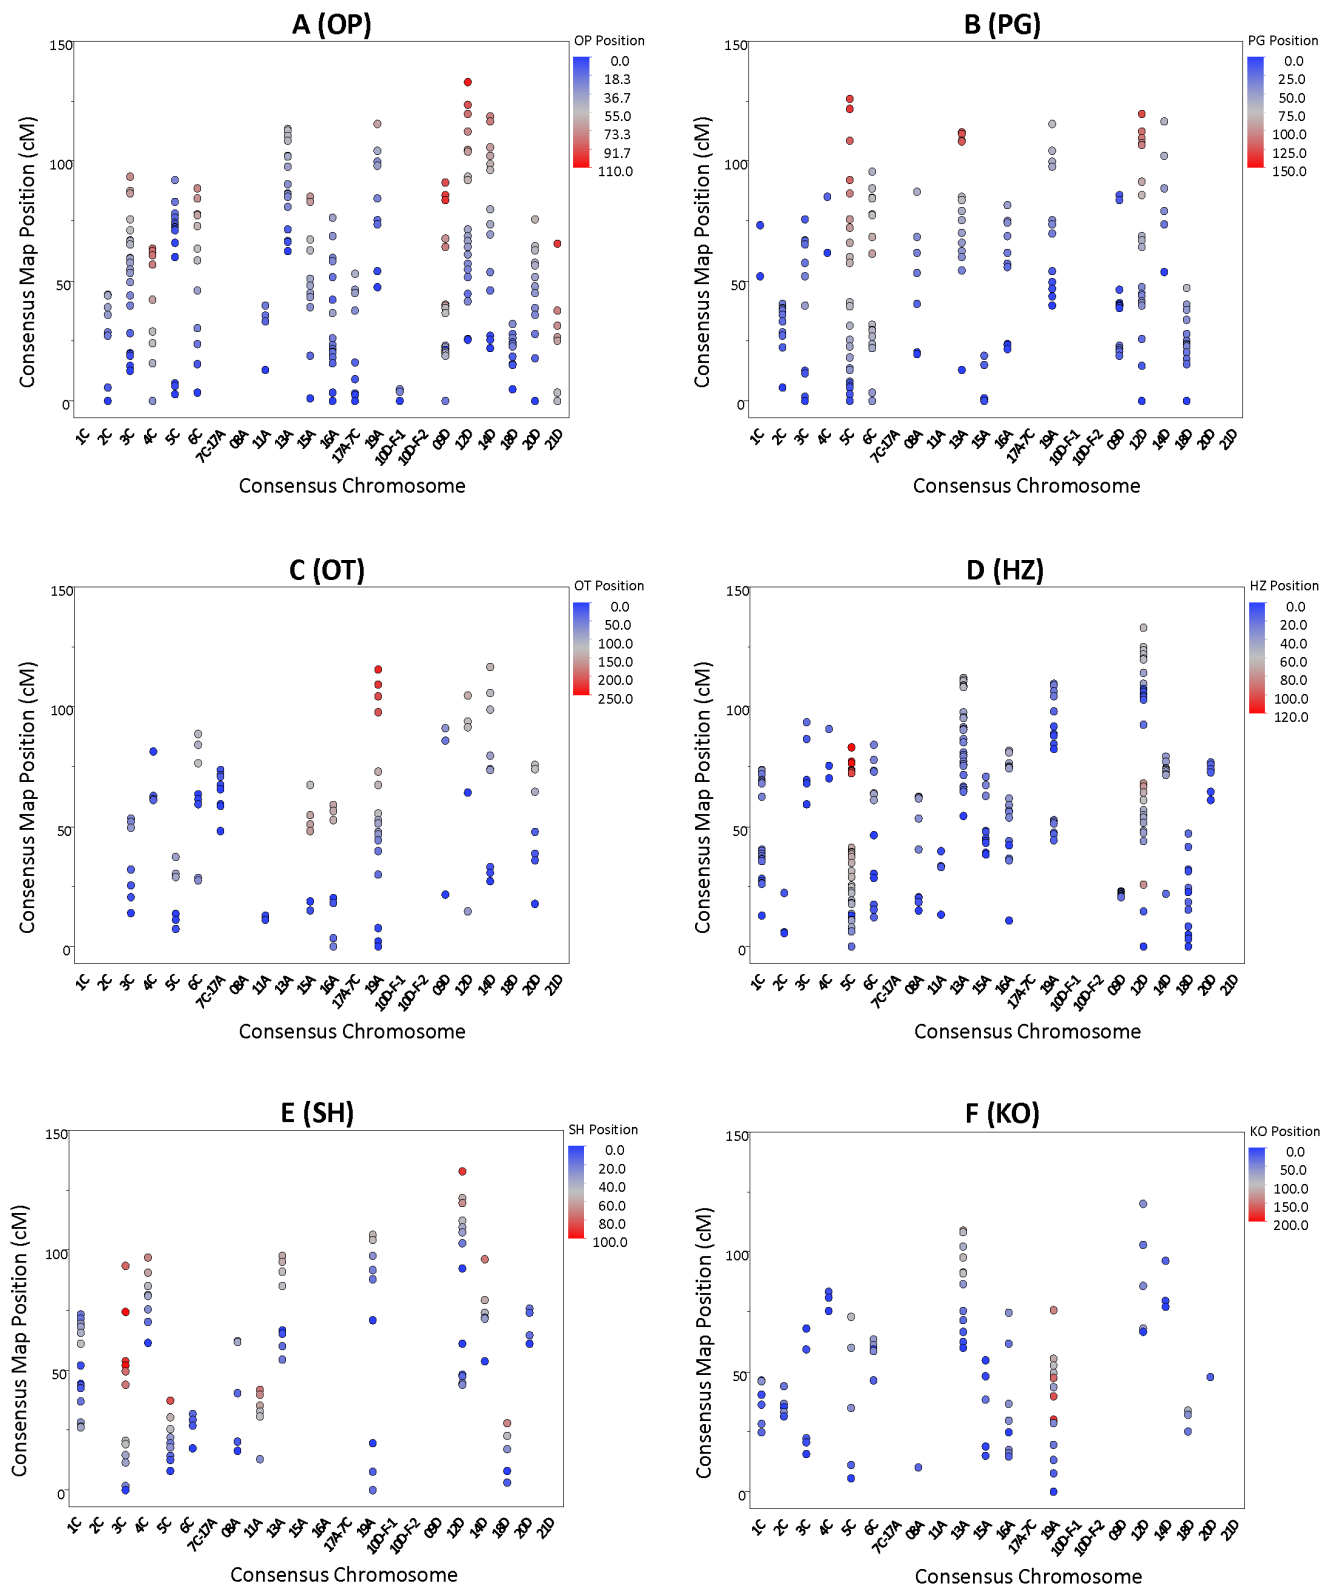 A (OP)
OP Position
0.0
18.3
36.7
55.0
73.3
91.7
110.0
150
100
50
0
Consensus Map Position (cM)
1C 2C 3C 4C 5C 6C 7C-17A 08A 11A 13A 15A 16A 17A-7C 19A 10D-F-1 10D-F-2 09D 12D 14D 18D 20D 21D
Consensus Chromosome
B (PG)
PG Position
0.0
25.0
50.0
75.0
100.0
125.0
150.0
150
100
50
0
Consensus Map Position (cM)
1C 2C 3C 4C 5C 6C 7C-17A 08A 11A 13A 15A 16A 17A-7C 19A 10D-F-1 10D-F-2 09D 12D 14D 18D 20D 21D
Consensus Chromosome
C (OT)
OT Position
0.0
50.0
100.0
150.0
200.0
250.0
150
100
50
0
Consensus Map Position (cM)
1C 2C 3C 4C 5C 6C 7C-17A 08A 11A 13A 15A 16A 17A-7C 19A 10D-F-1 10D-F-2 09D 12D 14D 18D 20D 21D
Consensus Chromosome
D (HZ)
HZ Position
0.0
20.0
40.0
60.0
80.0
100.0
120.0
150
100
50
0
Consensus Map Position (cM)
1C 2C 3C 4C 5C 6C 7C-17A 08A 11A 13A 15A 16A 17A-7C 19A 10D-F-1 10D-F-2 09D 12D 14D 18D 20D 21D
Consensus Chromosome
E (SH)
SH Position
0.0
20.0
40.0
60.0
80.0
100.0
150
100
50
0
Consensus Map Position (cM)
1C 2C 3C 4C 5C 6C 7C-17A 08A 11A 13A 15A 16A 17A-7C 19A 10D-F-1 10D-F-2 09D 12D 14D 18D 20D 21D
Consensus Chromosome
F (KO)
KO Position
0.0
50.0
100.0
150.0
200.0
150
100
50
0
Consensus Map Position (cM)
1C 2C 3C 4C 5C 6C 7C-17A 08A 11A 13A 15A 16A 17A-7C 19A 10D-F-1 10D-F-2 09D 12D 14D 18D 20D 21D
Consensus Chromosome